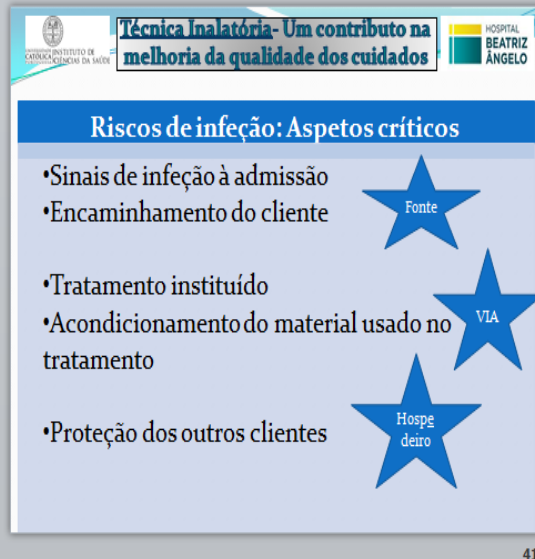 INSTITUTO DE
CATÓLICA CIÊNCIAS DA SAÚDE
Técnica Inalatória- Um contributo na
melhoria da qualidade dos cuidados
HOSPITAL
BEATRIZ
ÂNGELO
Riscos de infeção: Aspetos críticos
•Sinais de infeção à admissão
•Encaminhamento do cliente
Fonte
•Tratamento instituído
•Acondicionamento do material usado no
tratamento
VIA
•Proteção dos outros clientes
Hospe
deiro
41